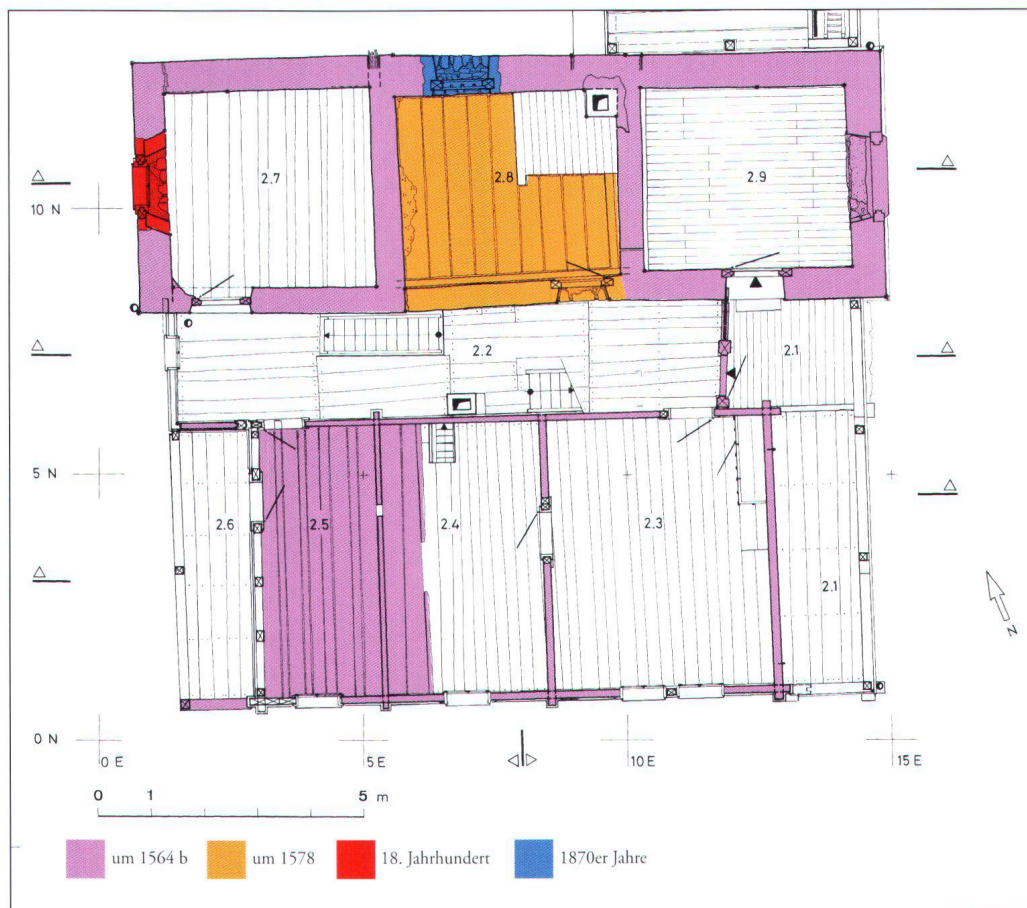 2.7
2.8
2.9
10 N
2.2
2.1
5 N
2.6
2.5
2.4
2.3
2.1
N
0 N
0 E
5 E
10 E
15 E
0 1 5 m
um 1564 b
um 1578
18. Jahrhundert
1870er Jahre